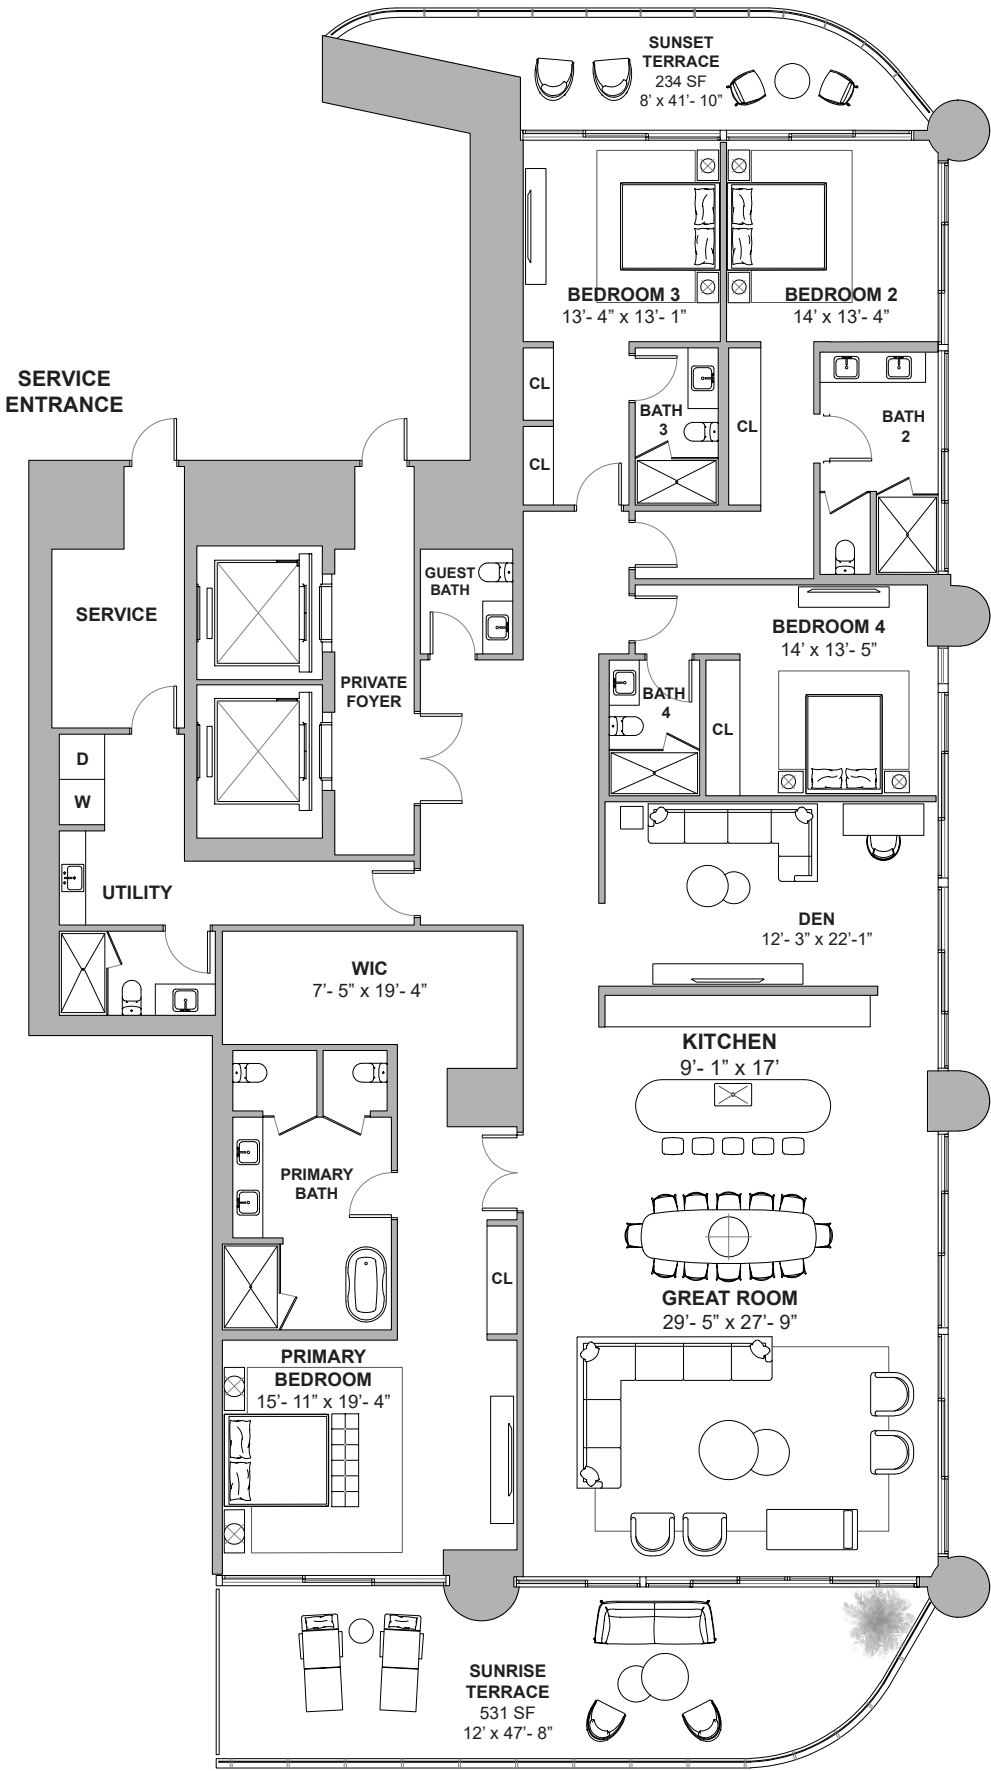 SUNSET
TERRACE
234 SF
8’ x 41’- 10”
BEDROOM 3
13’- 4” x 13’- 1”
BEDROOM 2
14’ x 13’- 4”
SERVICE
ENTRANCE
CL
CL
BATH
3
CL
BATH
2
GUEST
BATH
SERVICE
BEDROOM 4
14’ x 13’- 5”
PRIVATE
FOYER
BATH
4
CL
D
W
UTILITY
DEN
12’- 3” x 22’-1”
WIC
7’- 5” x 19’- 4”
KITCHEN
9’- 1” x 17’
PRIMARY
BATH
CL
GREAT ROOM
29’- 5” x 27’- 9”
PRIMARY
BEDROOM
15’- 11” x 19’- 4”
SUNRISE
TERRACE
531 SF
12’ x 47’- 8”